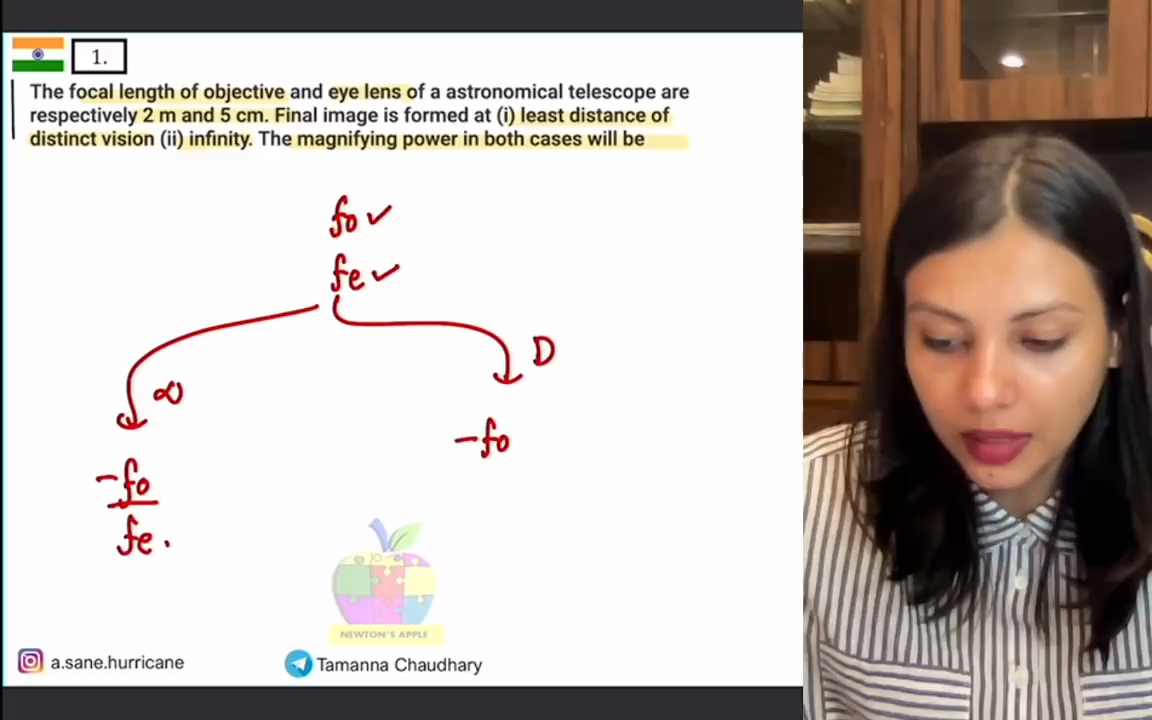 1.
The focal length of objective and eye lens of a astronomical telescope are
respectively 2 m and 5 cm. Final image is formed at (i) least distance of
distinct vision (ii) infinity. The magnifying power in both cases will be
fo ✓
fe ✓
∞
D
-fo
-fo
fe.
NEWTON'S APPLE
a.sane.hurricane
Tamanna Chaudhary